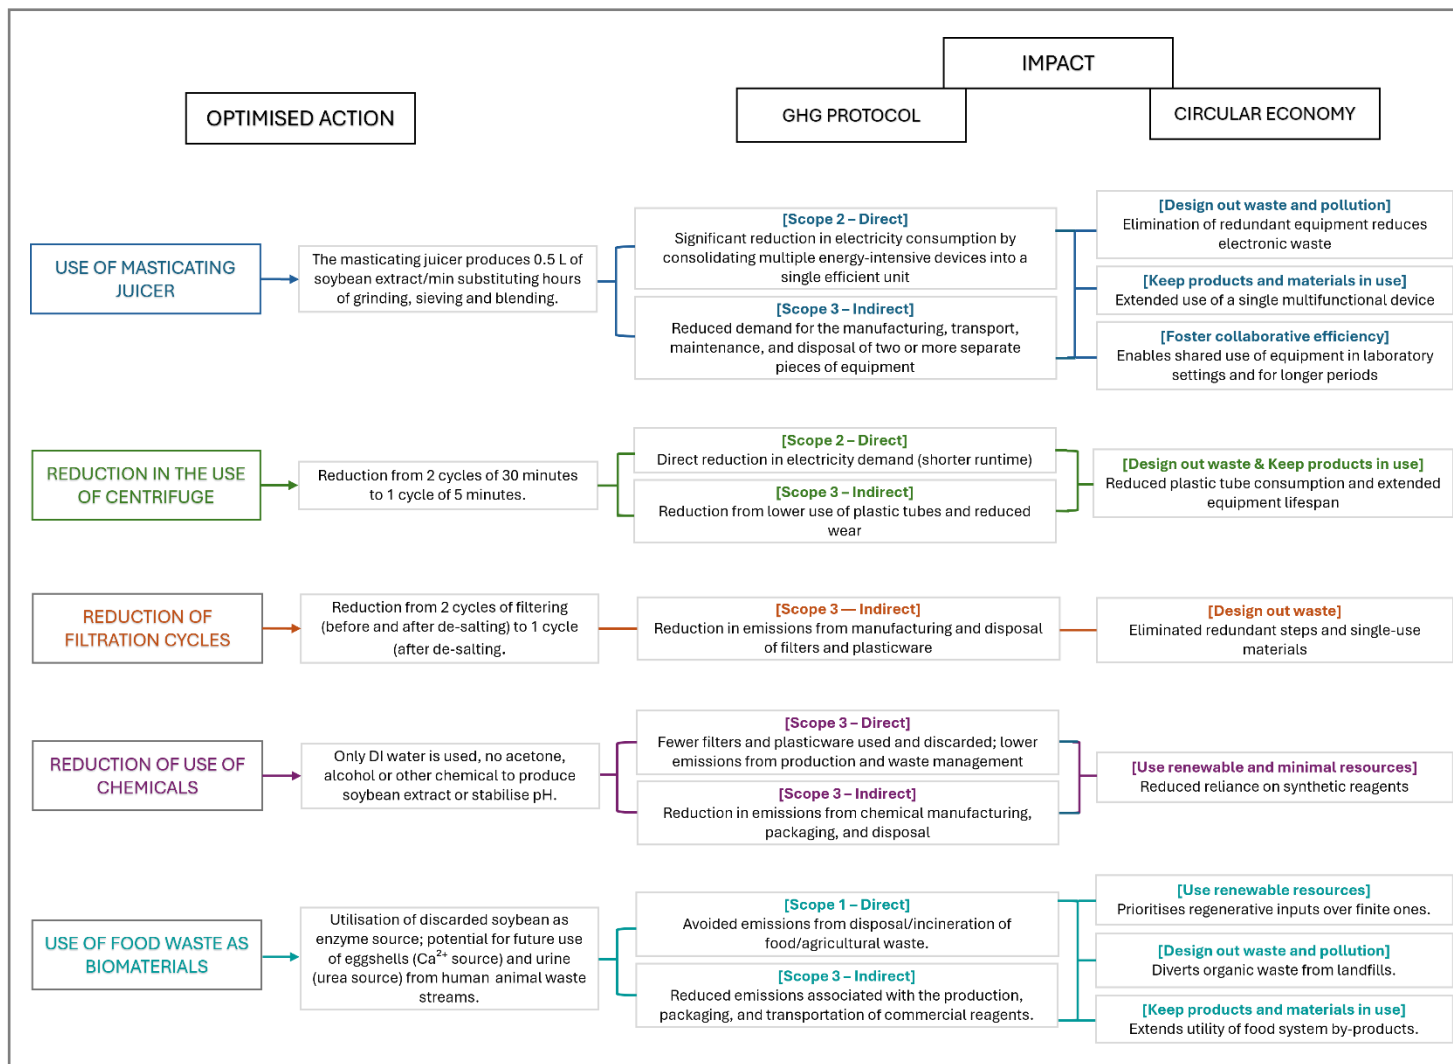 IMPACT
OPTIMISED ACTION
GHG PROTOCOL
CIRCULAR ECONOMY
USE OF MASTICATING
JUICER
The masticating juicer produces 0.5 L of
soybean extract/min substituting hours
of grinding, sieving and blending.
[Scope 2 – Direct]
Significant reduction in electricity consumption by
consolidating multiple energy-intensive devices into a
single efficient unit
[Scope 3 – Indirect]
Reduced demand for the manufacturing, transport,
maintenance, and disposal of two or more separate
pieces of equipment
[Design out waste and pollution]
Elimination of redundant equipment reduces
electronic waste
[Keep products and materials in use]
Extended use of a single multifunctional device
[Foster collaborative efficiency]
Enables shared use of equipment in laboratory
settings and for longer periods
REDUCTION IN THE USE
OF CENTRIFUGE
Reduction from 2 cycles of 30 minutes
to 1 cycle of 5 minutes.
[Scope 2 – Direct]
Direct reduction in electricity demand (shorter runtime)
[Scope 3 – Indirect]
Reduction from lower use of plastic tubes and reduced
wear
[Design out waste & Keep products in use]
Reduced plastic tube consumption and extended
equipment lifespan
REDUCTION OF
FILTRATION CYCLES
Reduction from 2 cycles of filtering
(before and after de-salting) to 1 cycle
(after de-salting.
[Scope 3 — Indirect]
Reduction in emissions from manufacturing and disposal
of filters and plasticware
[Design out waste]
Eliminated redundant steps and single-use
materials
REDUCTION OF USE OF
CHEMICALS
Only DI water is used, no acetone,
alcohol or other chemical to produce
soybean extract or stabilise pH.
[Scope 3 – Direct]
Fewer filters and plasticware used and discarded; lower
emissions from production and waste management
[Scope 3 – Indirect]
Reduction in emissions from chemical manufacturing,
packaging, and disposal
[Use renewable and minimal resources]
Reduced reliance on synthetic reagents
USE OF FOOD WASTE AS
BIOMATERIALS
Utilisation of discarded soybean as
enzyme source; potential for future use
of eggshells (Ca²⁺ source) and urine
(urea source) from human animal waste
streams.
[Scope 1 – Direct]
Avoided emissions from disposal/incineration of
food/agricultural waste.
[Scope 3 – Indirect]
Reduced emissions associated with the production,
packaging, and transportation of commercial reagents.
[Use renewable resources]
Prioritises regenerative inputs over finite ones.
[Design out waste and pollution]
Diverts organic waste from landfills.
[Keep products and materials in use]
Extends utility of food system by-products.